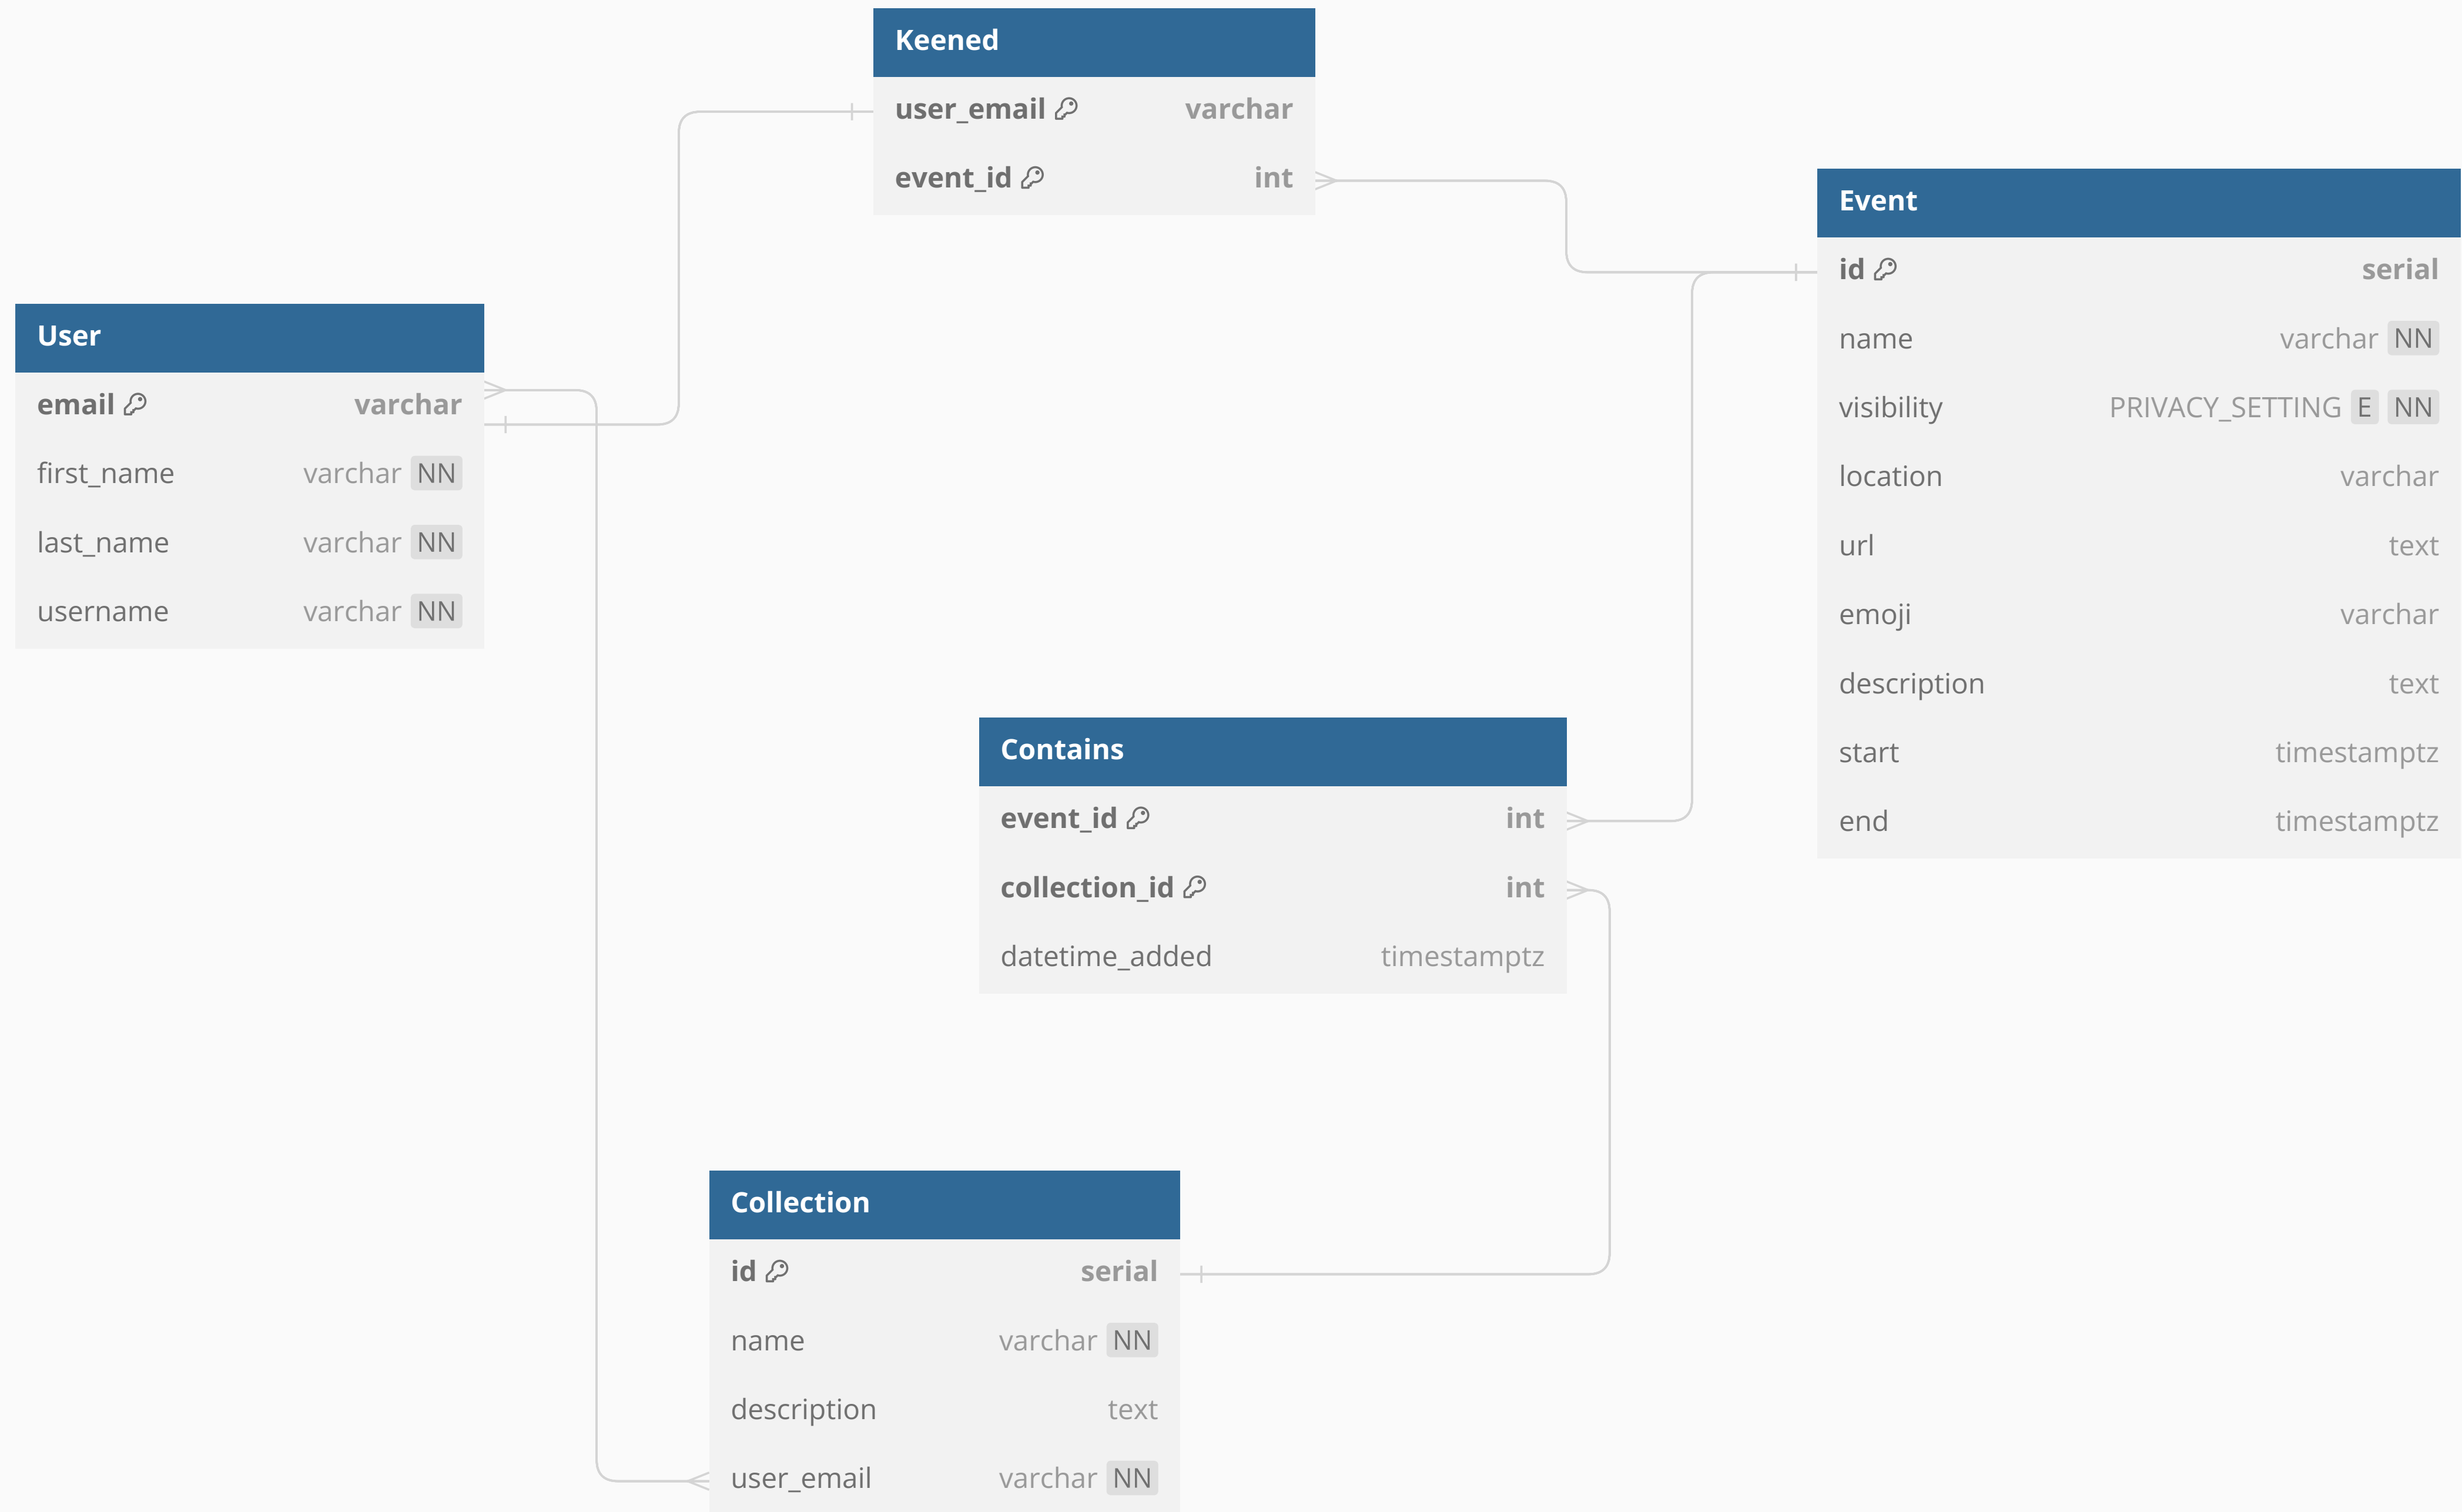 Keened
user_email varchar
event_id int
Event
id serial
name varchar NN
visibility PRIVACY_SETTING E NN
location varchar
url text
emoji varchar
description text
start timestamptz
end timestamptz
User
email varchar
first_name varchar NN
last_name varchar NN
username varchar NN
Contains
event_id int
collection_id int
datetime_added timestamptz
Collection
id serial
name varchar NN
description text
user_email varchar NN